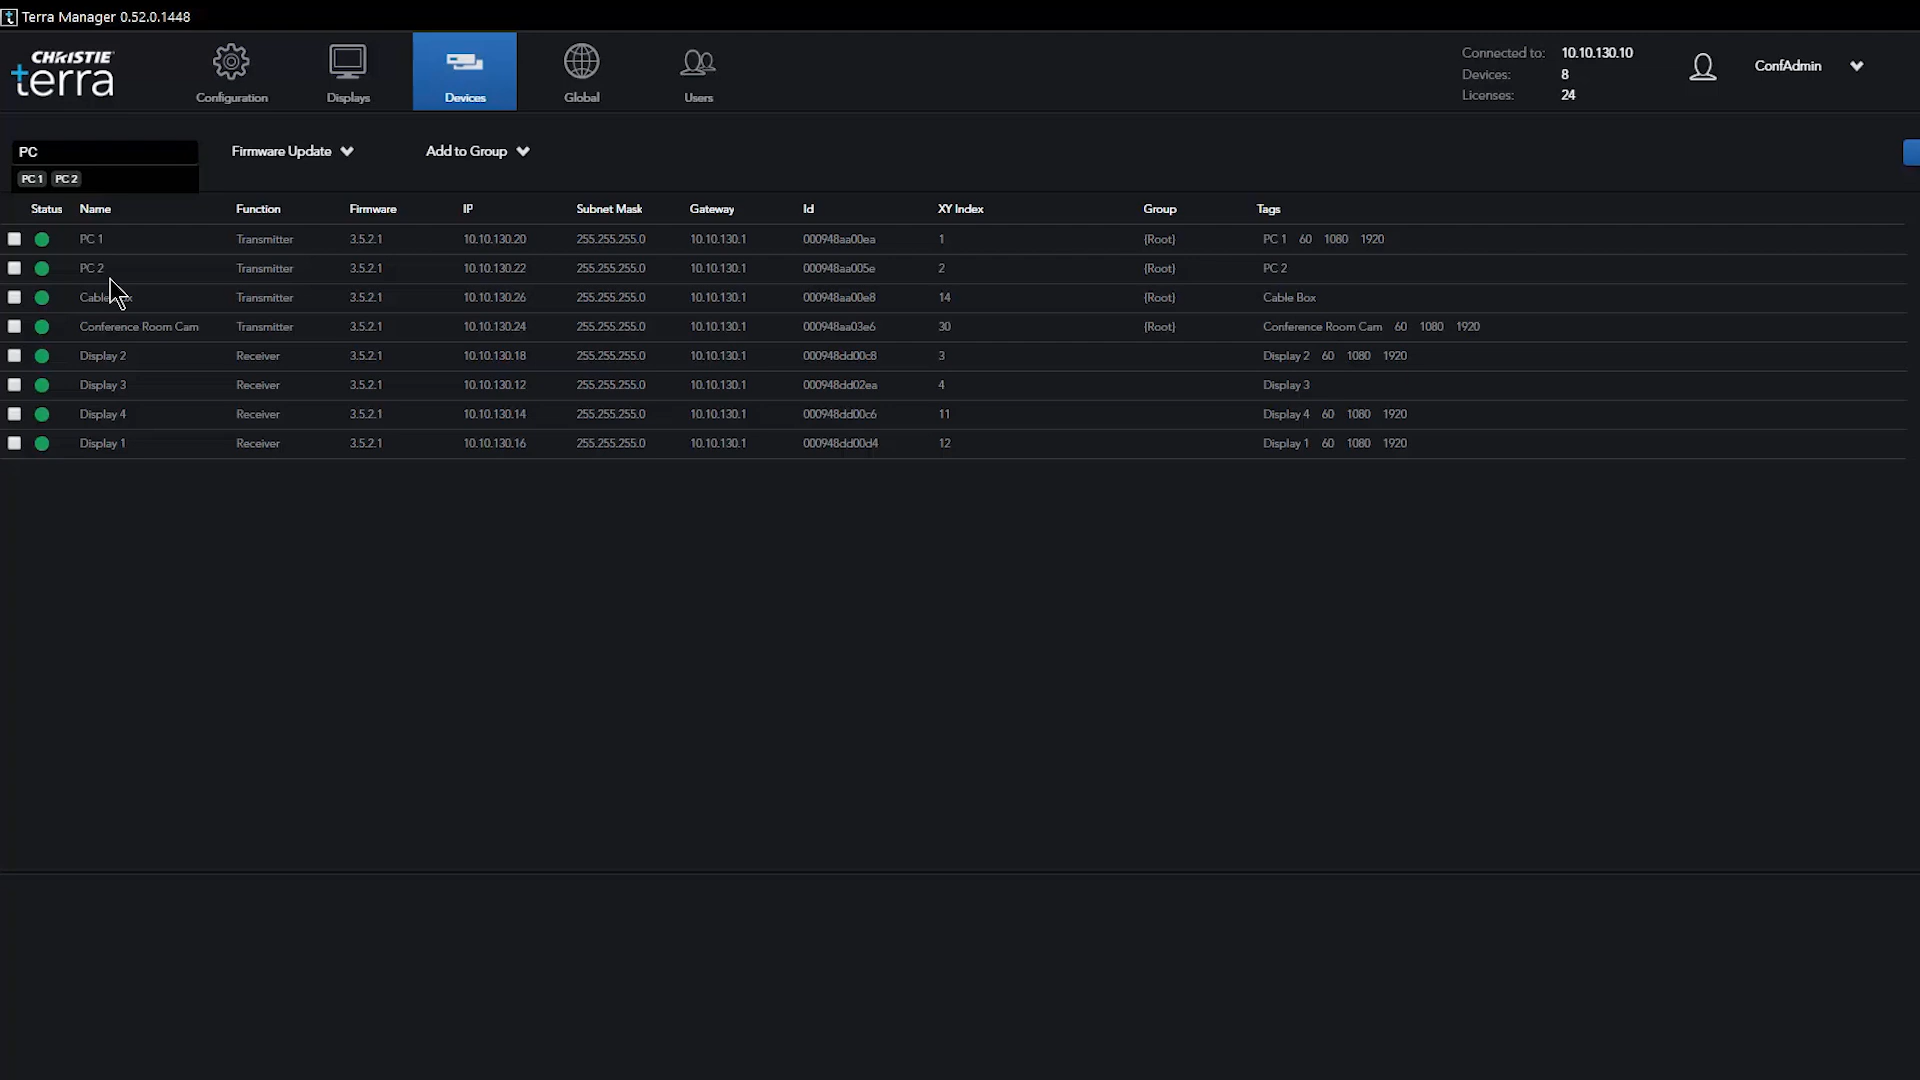 Terra Manager 0.52.0.1448
CHRISTIE terra
Configuration Displays Devices Global Users
Connected to: 10.10.130.10
Devices: 8
Licenses: 24
ConfAdmin
PC Firmware Update Add to Group
PC 1 PC 2
Status Name Function Firmware IP Subnet Mask Gateway Id XY Index Group Tags
PC 1 Transmitter 3.5.2.1 10.10.130.20 255.255.255.0 10.10.130.1 000948aa00ea 1 {Root} PC 1 60 1080 1920
PC 2 Transmitter 3.5.2.1 10.10.130.22 255.255.255.0 10.10.130.1 000948aa005e 2 {Root} PC 2
Cable Box Transmitter 3.5.2.1 10.10.130.26 255.255.255.0 10.10.130.1 000948aa00e8 14 {Root} Cable Box
Conference Room Cam Transmitter 3.5.2.1 10.10.130.24 255.255.255.0 10.10.130.1 000948aa03e6 30 {Root} Conference Room Cam 60 1080 1920
Display 2 Receiver 3.5.2.1 10.10.130.18 255.255.255.0 10.10.130.1 000948dd00c8 3 Display 2 60 1080 1920
Display 3 Receiver 3.5.2.1 10.10.130.12 255.255.255.0 10.10.130.1 000948dd02ea 4 Display 3
Display 4 Receiver 3.5.2.1 10.10.130.14 255.255.255.0 10.10.130.1 000948dd00c6 11 Display 4 60 1080 1920
Display 1 Receiver 3.5.2.1 10.10.130.16 255.255.255.0 10.10.130.1 000948dd00d4 12 Display 1 60 1080 1920